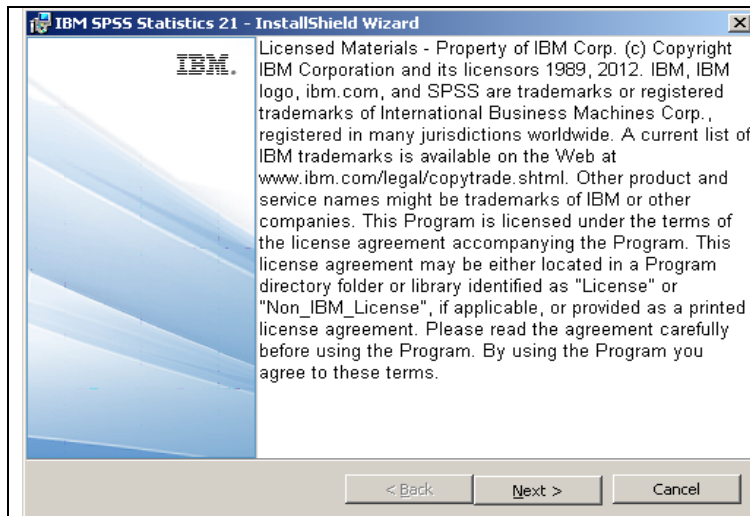 IBM SPSS Statistics 21 - InstallShield Wizard
IBM.
Licensed Materials - Property of IBM Corp. (c) Copyright
IBM Corporation and its licensors 1989, 2012. IBM, IBM
logo, ibm.com, and SPSS are trademarks or registered
trademarks of International Business Machines Corp.,
registered in many jurisdictions worldwide. A current list of
IBM trademarks is available on the Web at
www.ibm.com/legal/copytrade.shtml. Other product and
service names might be trademarks of IBM or other
companies. This Program is licensed under the terms of
the license agreement accompanying the Program. This
license agreement may be either located in a Program
directory folder or library identified as "License" or
"Non_IBM_License", if applicable, or provided as a printed
license agreement. Please read the agreement carefully
before using the Program. By using the Program you
agree to these terms.
< Back
Next >
Cancel